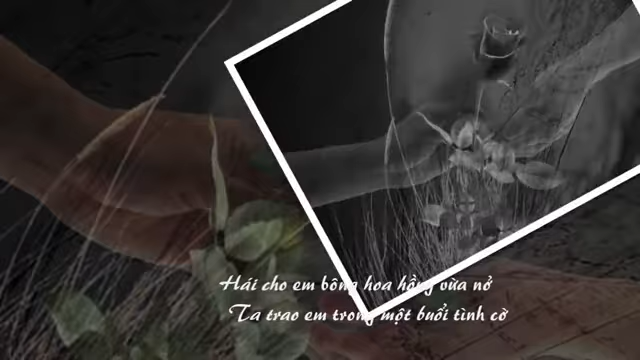 Hái cho em bông hoa hồng vừa nở
Ta trao em trong một buổi tình cờ